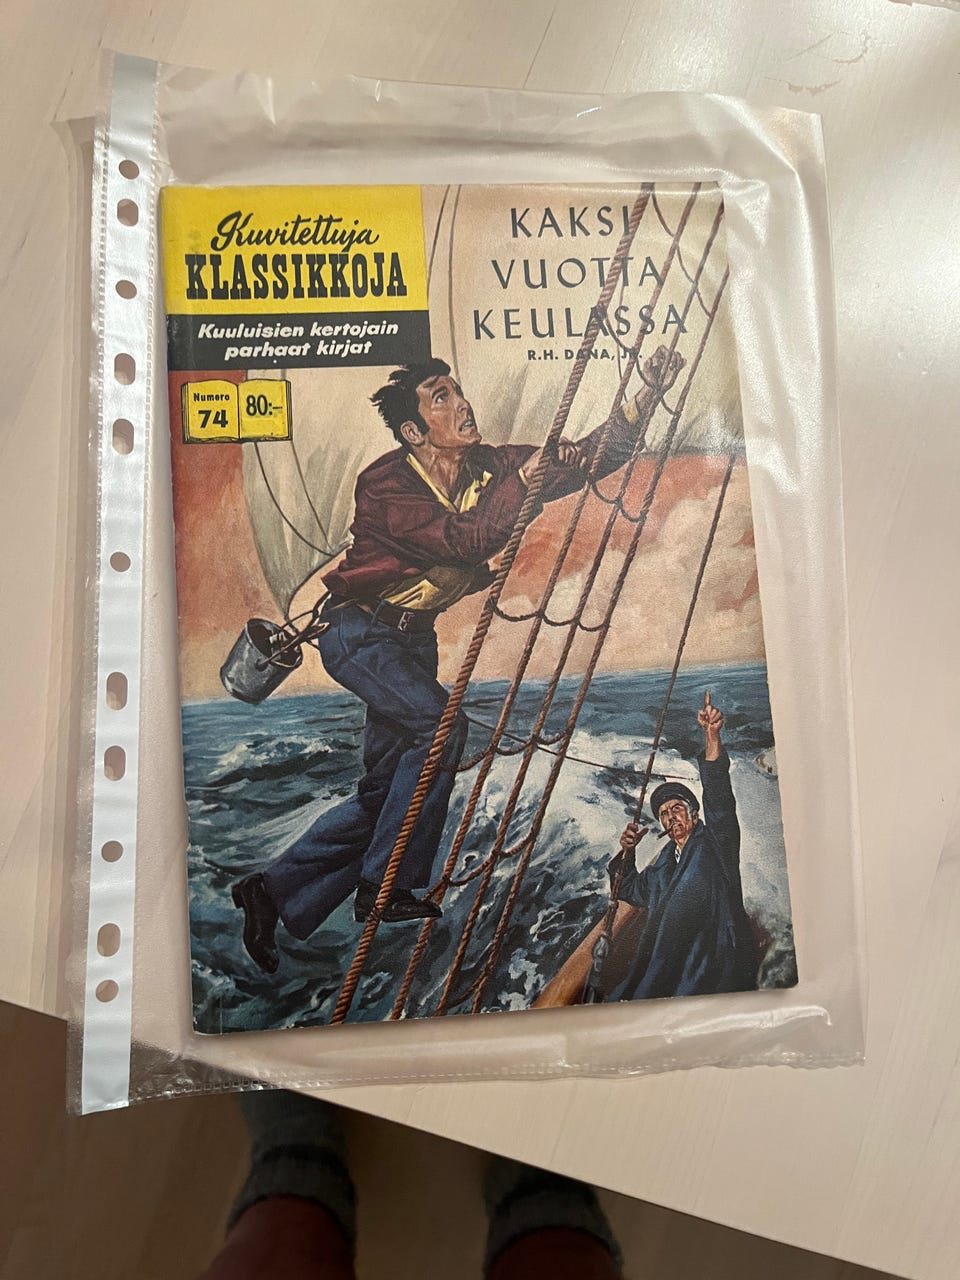 Kuvitettuja
KLASSIKKOJA
Kuuluisien kertojain
parhaat kirjat
Numero
74
80:—
KAKSI
VUOTTA
KEULASSA
R.H. DANA, JR.